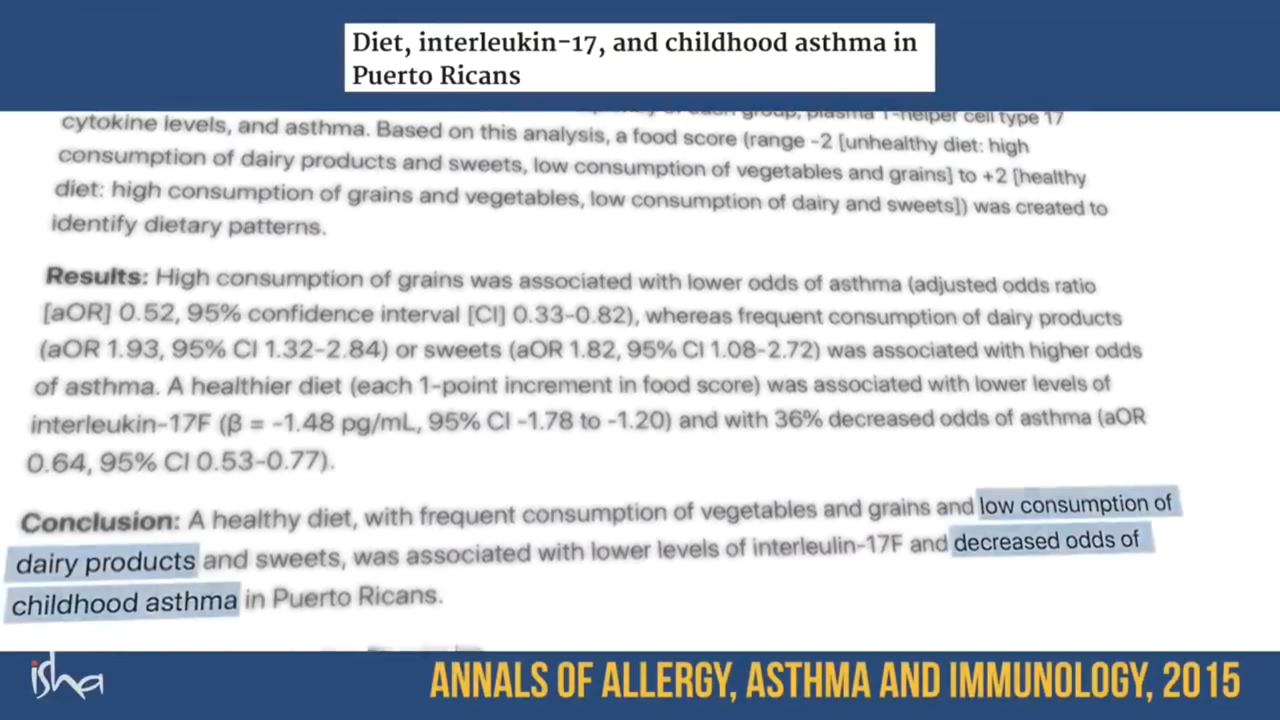 Diet, interleukin-17, and childhood asthma in
Puerto Ricans
group, plasma T-helper cell type 17
cytokine levels, and asthma. Based on this analysis, a food score (range -2 [unhealthy diet: high
consumption of dairy products and sweets, low consumption of vegetables and grains] to +2 [healthy
diet: high consumption of grains and vegetables, low consumption of dairy and sweets]) was created to
identify dietary patterns.
Results: High consumption of grains was associated with lower odds of asthma (adjusted odds ratio
[aOR] 0.52, 95% confidence interval [CI] 0.33-0.82), whereas frequent consumption of dairy products
(aOR 1.93, 95% CI 1.32-2.84) or sweets (aOR 1.82, 95% CI 1.08-2.72) was associated with higher odds
of asthma. A healthier diet (each 1-point increment in food score) was associated with lower levels of
interleukin-17F (β = -1.48 pg/mL, 95% CI -1.78 to -1.20) and with 36% decreased odds of asthma (aOR
0.64, 95% CI 0.53-0.77).
Conclusion: A healthy diet, with frequent consumption of vegetables and grains and low consumption of
dairy products and sweets, was associated with lower levels of interleulin-17F and decreased odds of
childhood asthma in Puerto Ricans.
isha
ANNALS OF ALLERGY, ASTHMA AND IMMUNOLOGY, 2015